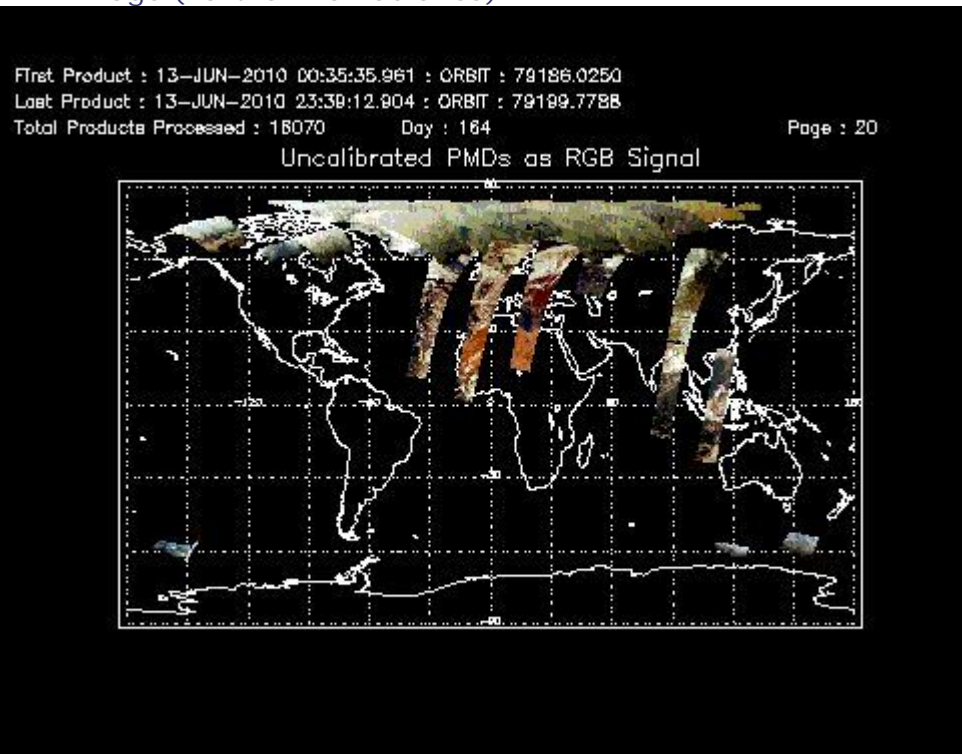 First Product : 13-JUN-2010 00:35:35.961 : ORBIT : 79186.0250
Last Product : 13-JUN-2010 23:39:12.904 : ORBIT : 79199.7788
Total Products Processed : 16070 Day : 164 Page : 20
Uncalibrated PMDs as RGB Signal
-120
60
180
-90